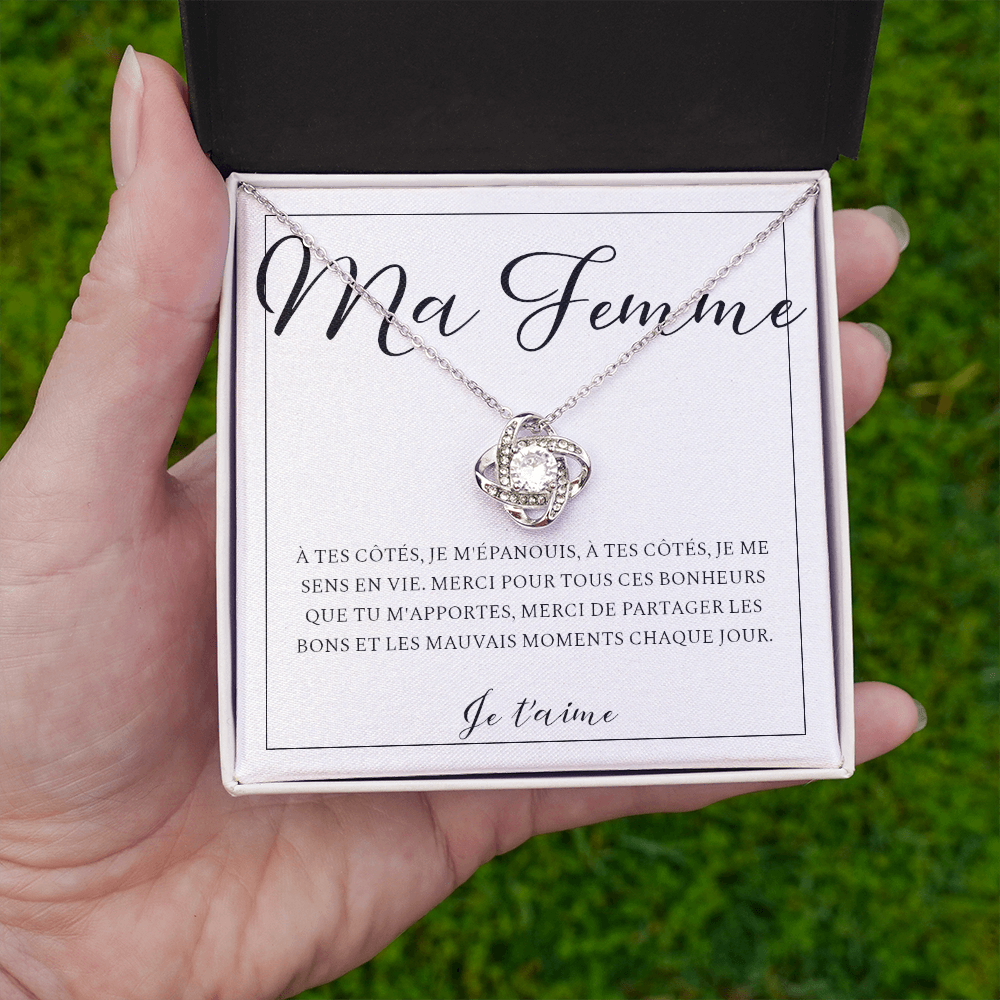 Ma Femme
À TES CÔTÉS, JE M'ÉPANOUIS, À TES CÔTÉS, JE ME
SENS EN VIE. MERCI POUR TOUS CES BONHEURS
QUE TU M'APPORTES, MERCI DE PARTAGER LES
BONS ET LES MAUVAIS MOMENTS CHAQUE JOUR.
Je t'aime